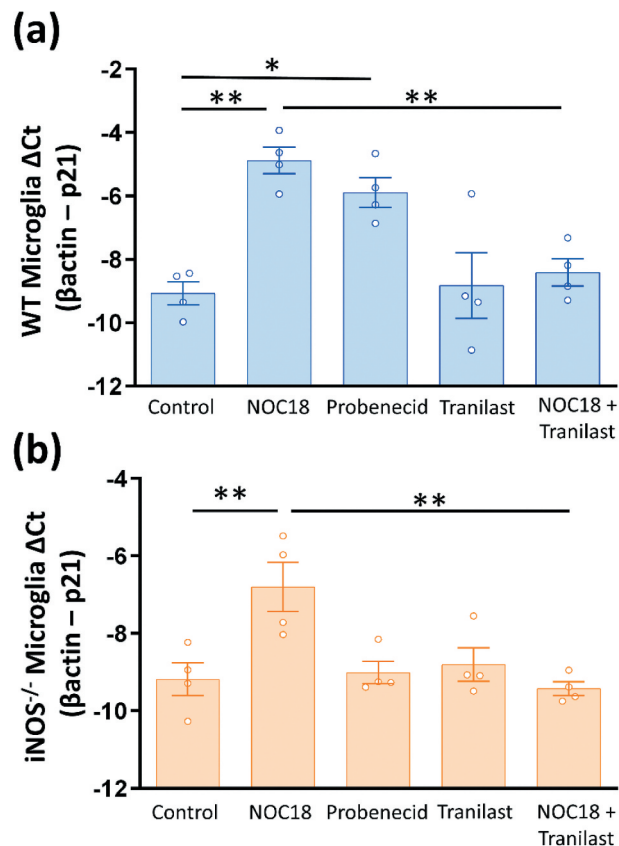 (a)
WT Microglia ΔCt
(βactin – p21)
-2
-4
-6
-8
-10
-12
*
**
**
Control
NOC18
Probenecid
Tranilast
NOC18 +
Tranilast
(b)
iNOS-/- Microglia ΔCt
(βactin – p21)
-4
-6
-8
-10
-12
**
**
Control
NOC18
Probenecid
Tranilast
NOC18 +
Tranilast